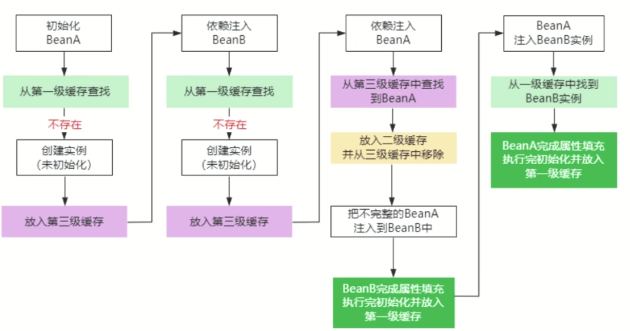 初始化
BeanA
从第一级缓存查找
不存在
创建实例
（未初始化）
放入第三级缓存
依赖注入
BeanB
从第一级缓存查找
不存在
创建实例
（未初始化）
放入第三级缓存
依赖注入
BeanA
从第三级缓存中查找
到BeanA
放入二级缓存
并从三级缓存中移除
把不完整的BeanA
注入到BeanB中
BeanB完成属性填充
执行完初始化并放入
第一级缓存
BeanA
注入BeanB实例
从一级缓存中找到
BeanB实例
BeanA完成属性填充
执行完初始化并放入
第一级缓存